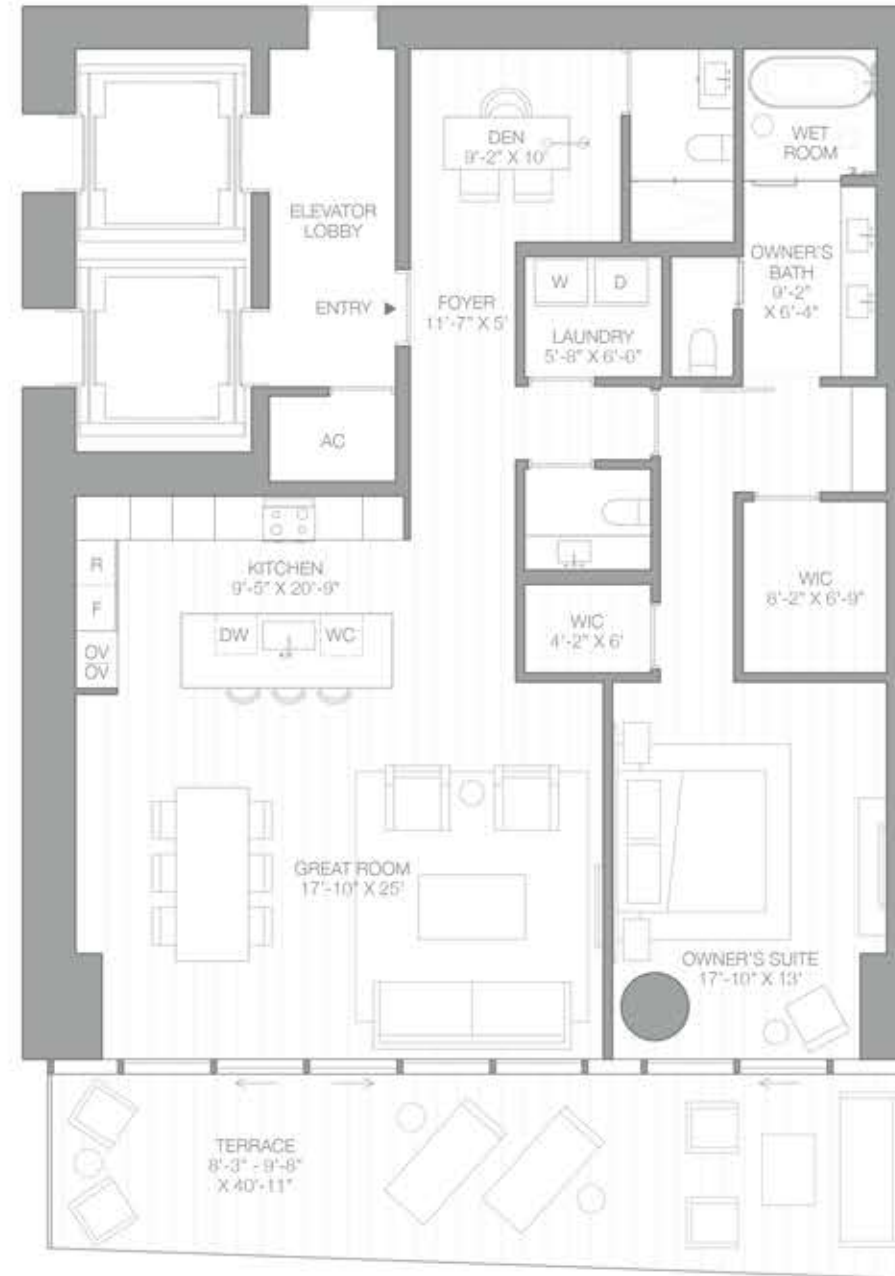 DEN
9'-2" X 10'
WET
ROOM
ELEVATOR
LOBBY
OWNER'S
BATH
9'-2"
X 6'-4"
W
D
ENTRY
FOYER
11'-7" X 5'
LAUNDRY
5'-8" X 6'-0"
AC
R
F
OV
OV
KITCHEN
9'-5" X 20'-9"
DW
WC
WIC
8'-2" X 6'-9"
WIC
4'-2" X 6'
GREAT ROOM
17'-10" X 25'
OWNER'S SUITE
17'-10" X 13'
TERRACE
8'-3" - 9'-8"
X 40'-11"